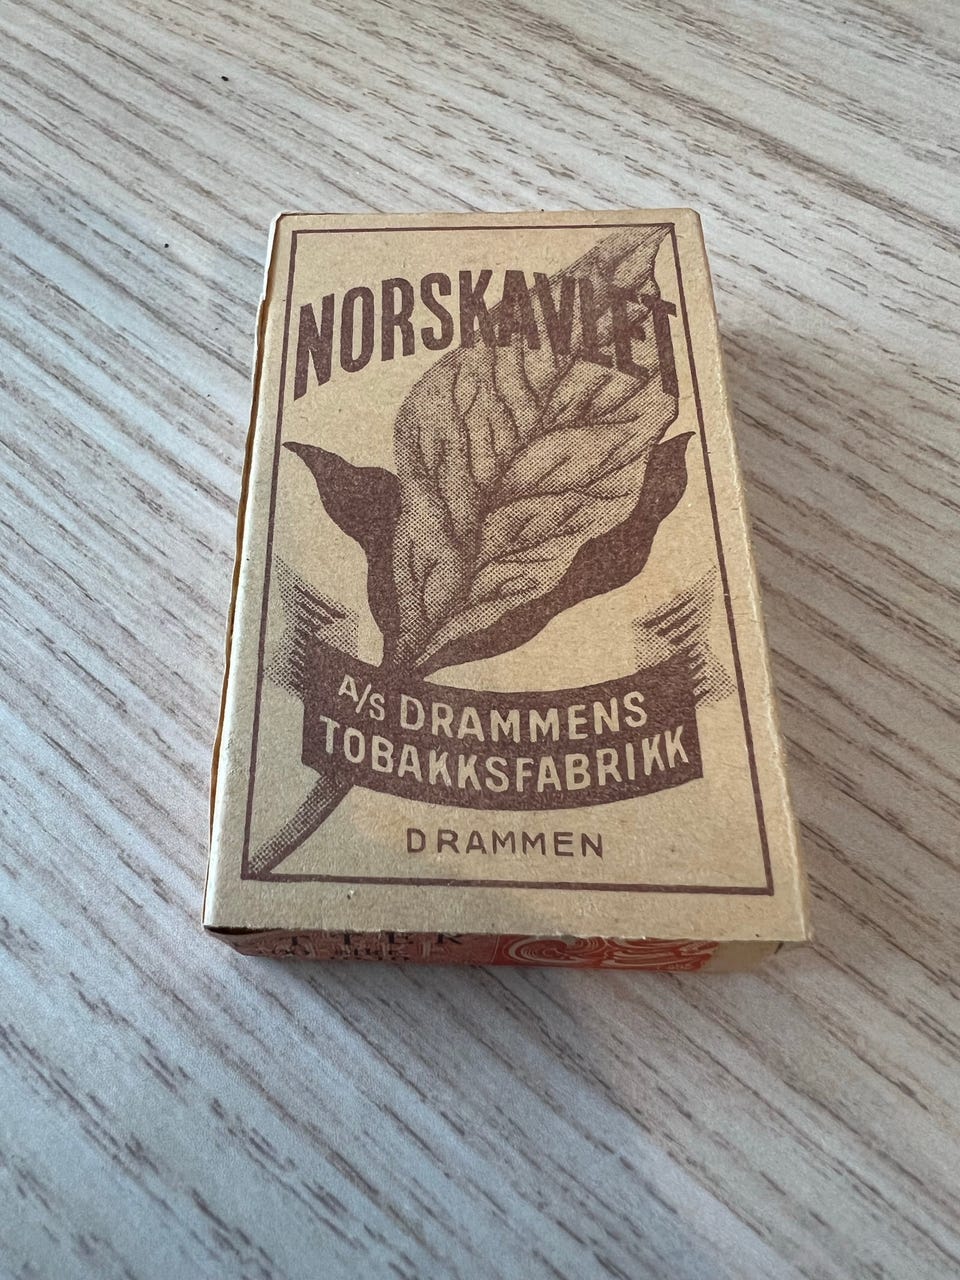 NORSKAVLET
A/S DRAMMENS
TOBAKKSFABRIKK
DRAMMEN